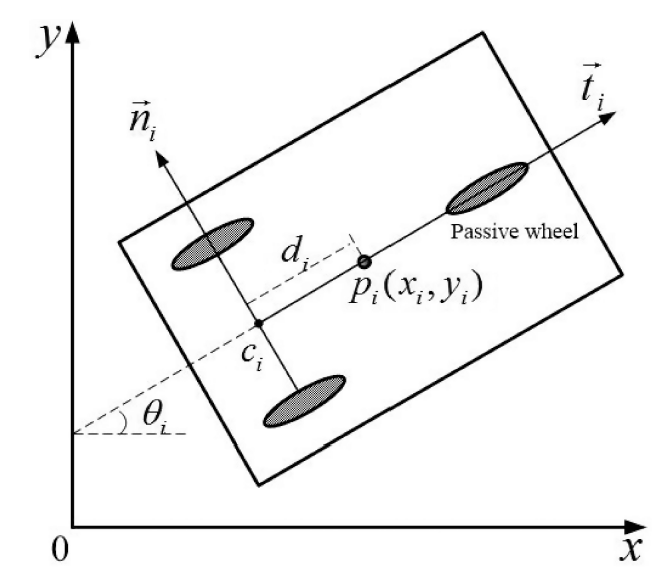 y
t⃗ᵢ
n⃗ᵢ
Passive wheel
dᵢ
pᵢ(xᵢ, yᵢ)
cᵢ
θᵢ
0
x